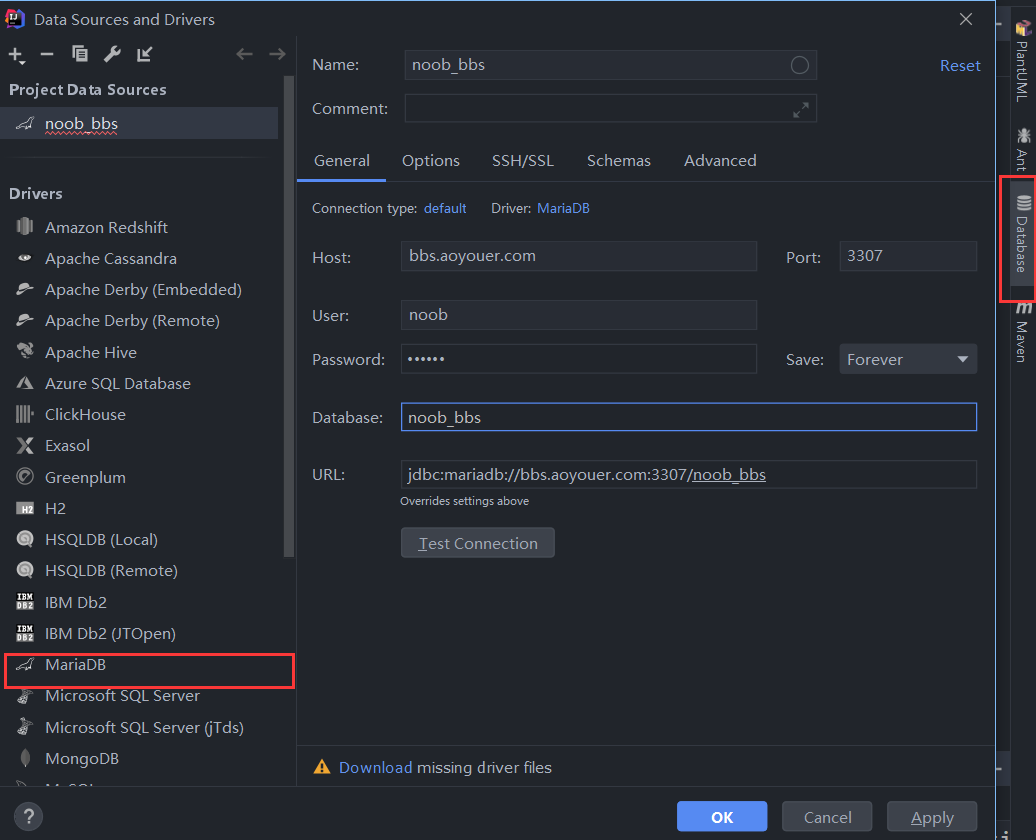 Data Sources and Drivers
Project Data Sources
noob_bbs
Drivers
Amazon Redshift
Apache Cassandra
Apache Derby (Embedded)
Apache Derby (Remote)
Apache Hive
Azure SQL Database
ClickHouse
Exasol
Greenplum
H2
HSQLDB (Local)
HSQLDB (Remote)
IBM Db2
IBM Db2 (JTOpen)
MariaDB
Microsoft SQL Server
Microsoft SQL Server (jTds)
MongoDB
Name: noob_bbs Reset
Comment:
General Options SSH/SSL Schemas Advanced
Connection type: default Driver: MariaDB
Host: bbs.aoyouer.com Port: 3307
User: noob
Password: •••••• Save: Forever
Database: noob_bbs
URL: jdbc:mariadb://bbs.aoyouer.com:3307/noob_bbs
Overrides settings above
Test Connection
Download missing driver files
? OK Cancel Apply
PlantUML
Ant
Database
Maven